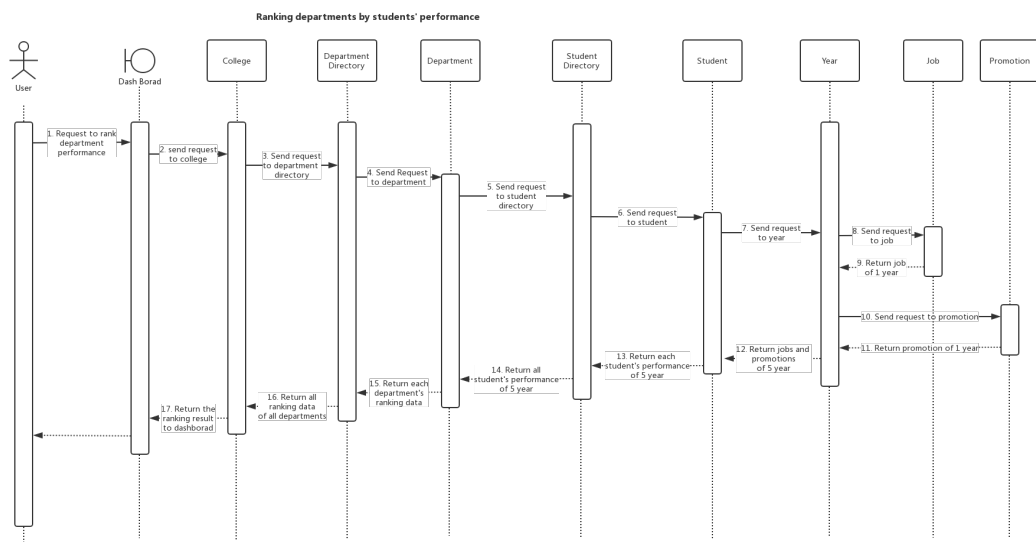 Ranking departments by students' performance
User
Dash Borad
College
Department
Directory
Department
Student
Directory
Student
Year
Job
Promotion
1. Request to rank
department
performance
2. send request
to college
3. Send request
to department
directory
4. Send Request
to department
5. Send request
to student
directory
6. Send request
to student
7. Send request
to year
8. Send request
to job
9. Return job
of 1 year
10. Send request to promotion
11. Return promotion of 1 year
12. Return jobs and
promotions
of 5 year
13. Return each
student's performance
of 5 year
14. Return all
student's performance
of 5 year
15. Return each
department's
ranking data
16. Return all
ranking data
of all departments
17. Return the
ranking result
to dashborad